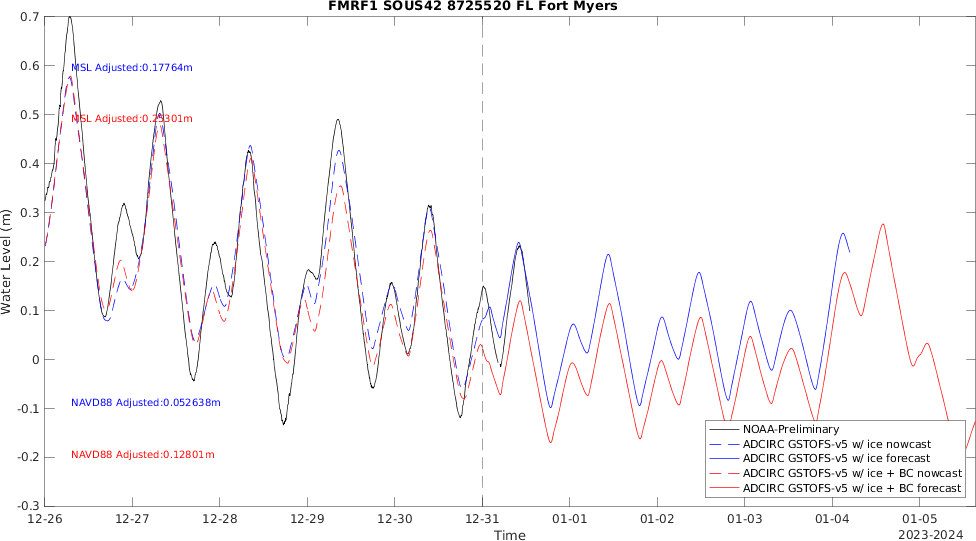 FMRF1 SOUS42 8725520 FL Fort Myers
0.7
0.6
0.5
0.4
0.3
0.2
0.1
0
-0.1
-0.2
-0.3
Water Level (m)
MSL Adjusted:0.17764m
MSL Adjusted:0.25301m
NAVD88 Adjusted:0.052638m
NAVD88 Adjusted:0.12801m
NOAA-Preliminary
ADCIRC GSTOFS-v5 w/ ice nowcast
ADCIRC GSTOFS-v5 w/ ice forecast
ADCIRC GSTOFS-v5 w/ ice + BC nowcast
ADCIRC GSTOFS-v5 w/ ice + BC forecast
12-26 12-27 12-28 12-29 12-30 12-31 01-01 01-02 01-03 01-04 01-05
Time
2023-2024